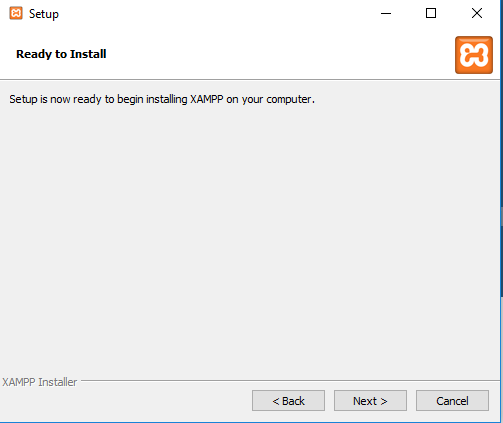 Setup
Ready to Install
Setup is now ready to begin installing XAMPP on your computer.
XAMPP Installer
< Back
Next >
Cancel